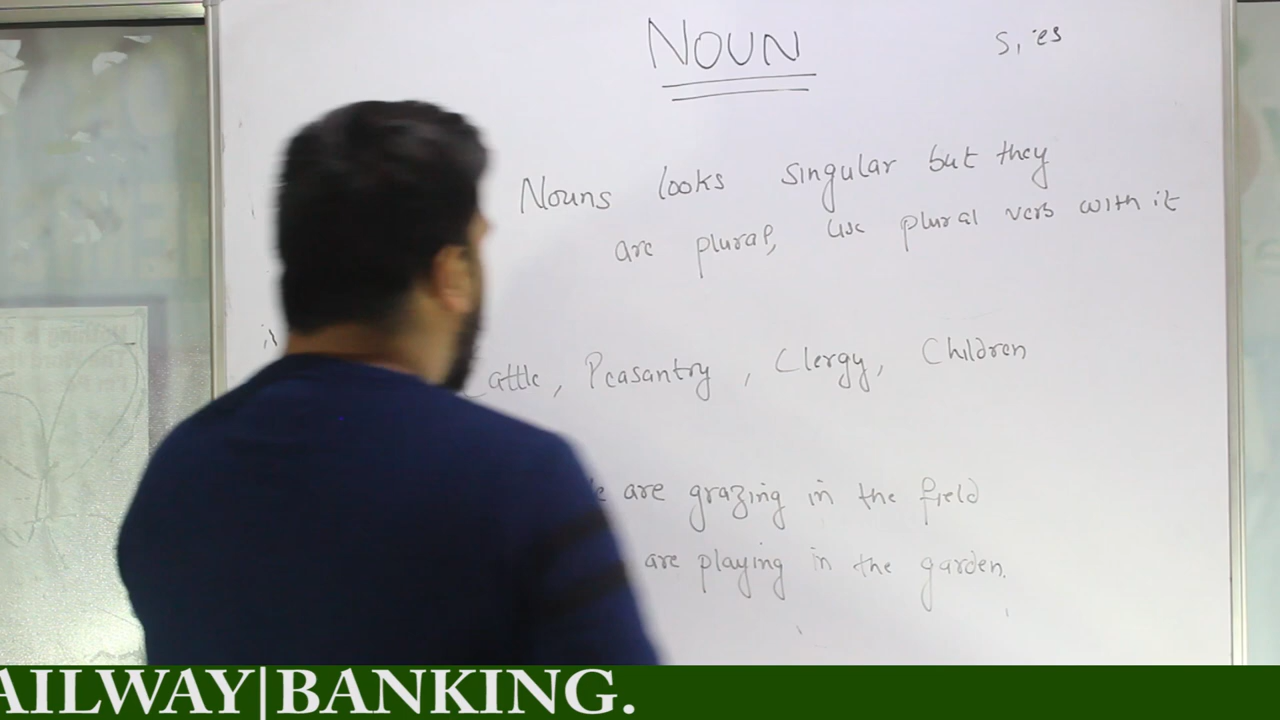 NOUN
s, es
Nouns looks singular but they
are plural, use plural verb with it
Cattle, Peasantry, Clergy, Children
are grazing in the field
are playing in the garden.
AILWAY|BANKING.